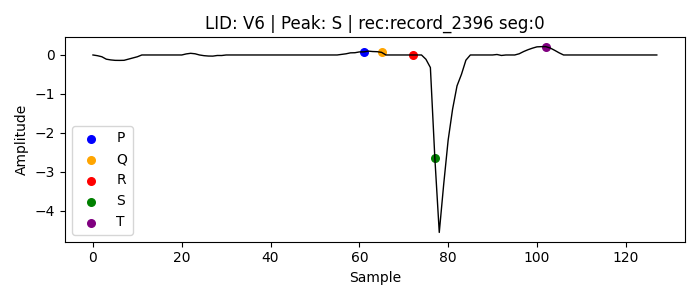 LID: V6 | Peak: S | rec:record_2396 seg:0
Amplitude
0
−1
−2
−3
−4
P
Q
R
S
T
0
20
40
60
80
100
120
Sample